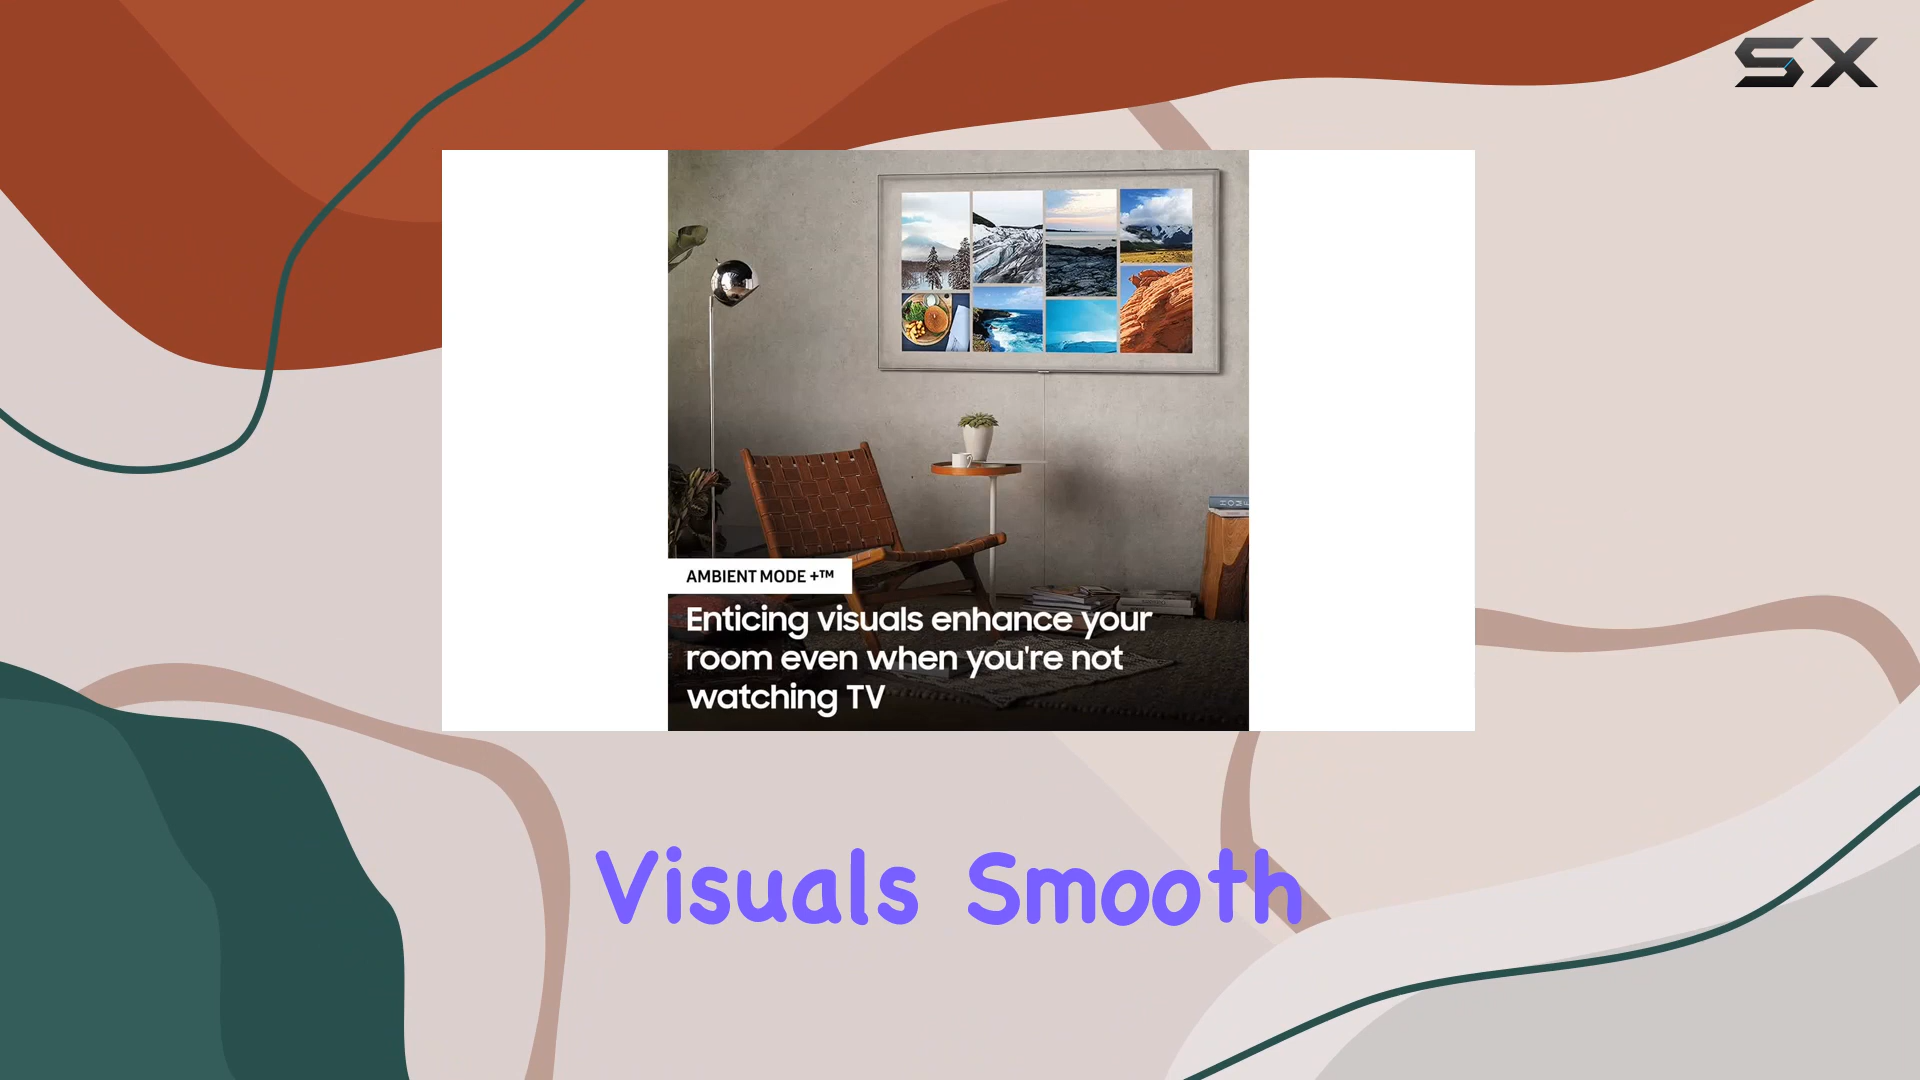 SX
AMBIENT MODE +™
Enticing visuals enhance your
room even when you're not
watching TV
Visuals Smooth